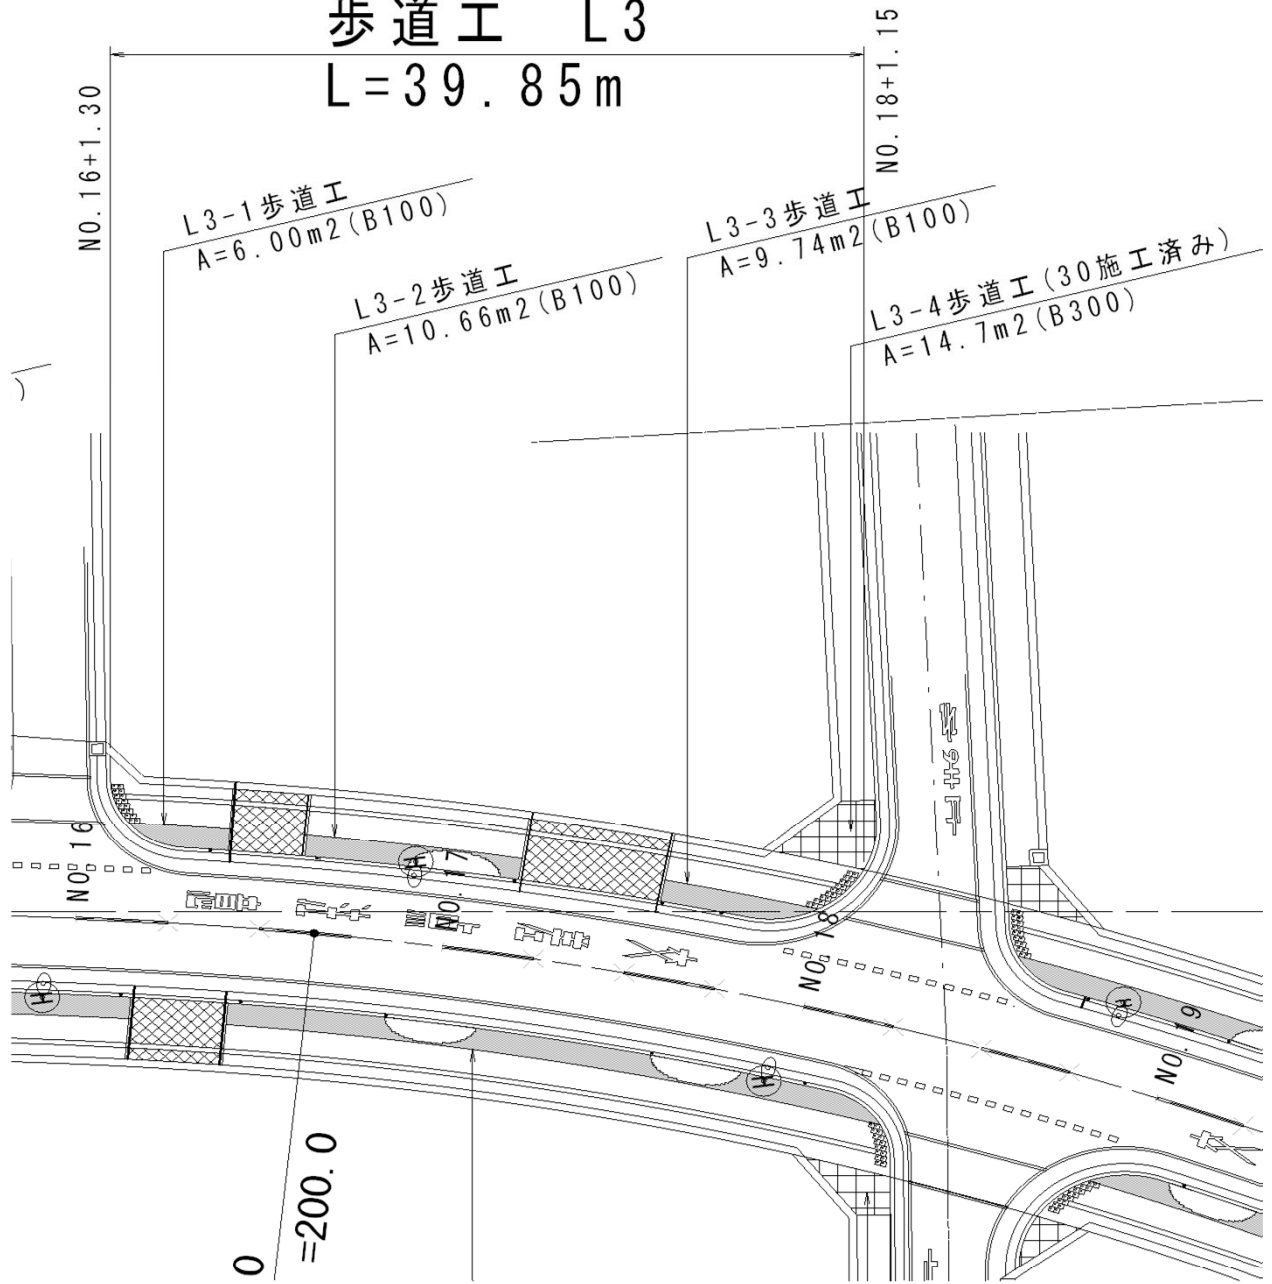 歩道工 L3
L=39.85m
NO.16+1.30
NO.18+1.15
L3-1歩道工
A=6.00m2(B100)
L3-2歩道工
A=10.66m2(B100)
L3-3歩道工
A=9.74m2(B100)
L3-4歩道工(30施工済み)
A=14.7m2(B300)
)
NO.16
NO.17
NO.18
NO.19
H
H
H
H
=200.0
0